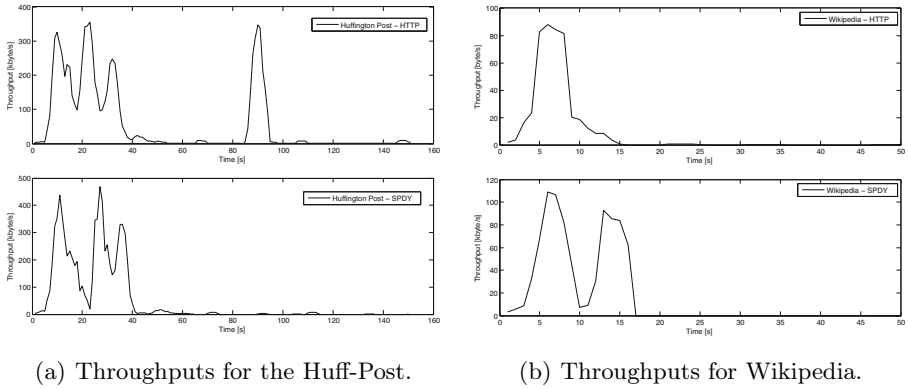 Throughput [kbyte/s]
400
300
200
100
0
Huffington Post – HTTP
0 20 40 60 80 100 120 140 160
Time [s]
Throughput [kbyte/s]
500
400
300
200
100
0
Huffington Post – SPDY
0 20 40 60 80 100 120 140 160
Time [s]
(a) Throughputs for the Huff-Post.
Throughput [byte/s]
100
80
60
40
20
0
Wikipedia – HTTP
0 5 10 15 20 25 30 35 40 45 50
Time [s]
Throughput [kbyte/s]
120
100
80
60
40
20
0
Wikipedia – SPDY
0 5 10 15 20 25 30 35 40 45 50
Time [s]
(b) Throughputs for Wikipedia.